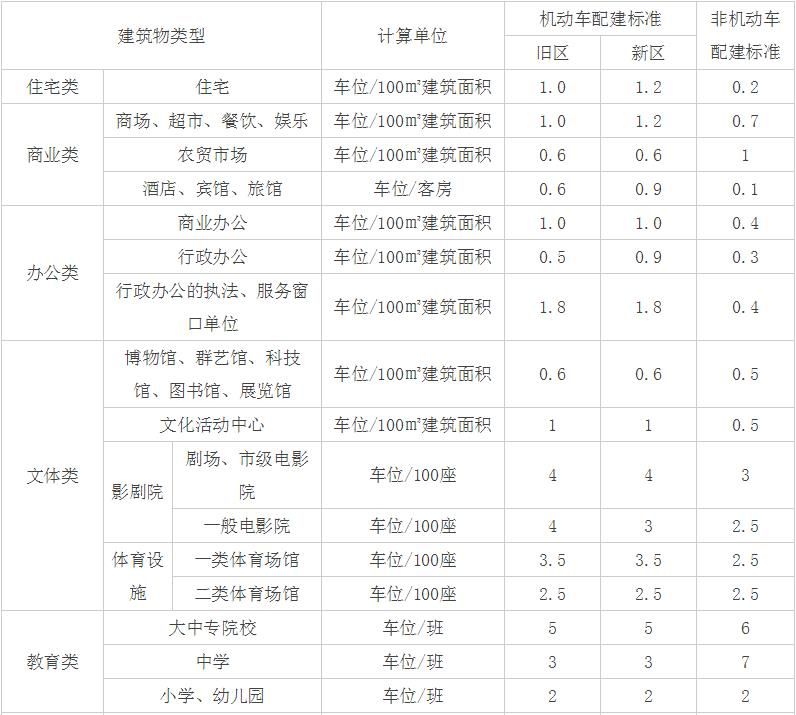 建筑物类型 计算单位 机动车配建标准 非机动车配建标准
旧区 新区
住宅类 住宅 车位/100㎡建筑面积 1.0 1.2 0.2
商业类 商场、超市、餐饮、娱乐 车位/100㎡建筑面积 1.0 1.2 0.7
农贸市场 车位/100㎡建筑面积 0.6 0.6 1
酒店、宾馆、旅馆 车位/客房 0.6 0.9 0.1
办公类 商业办公 车位/100㎡建筑面积 1.0 1.0 0.4
行政办公 车位/100㎡建筑面积 0.5 0.9 0.3
行政办公的执法、服务窗口单位 车位/100㎡建筑面积 1.8 1.8 0.4
文体类 博物馆、群艺馆、科技馆、图书馆、展览馆 车位/100㎡建筑面积 0.6 0.6 0.5
文化活动中心 车位/100㎡建筑面积 1 1 0.5
影剧院 剧场、市级电影院 车位/100座 4 4 3
一般电影院 车位/100座 4 3 2.5
体育设施 一类体育场馆 车位/100座 3.5 3.5 2.5
二类体育场馆 车位/100座 2.5 2.5 2.5
教育类 大中专院校 车位/班 5 5 6
中学 车位/班 3 3 7
小学、幼儿园 车位/班 2 2 2